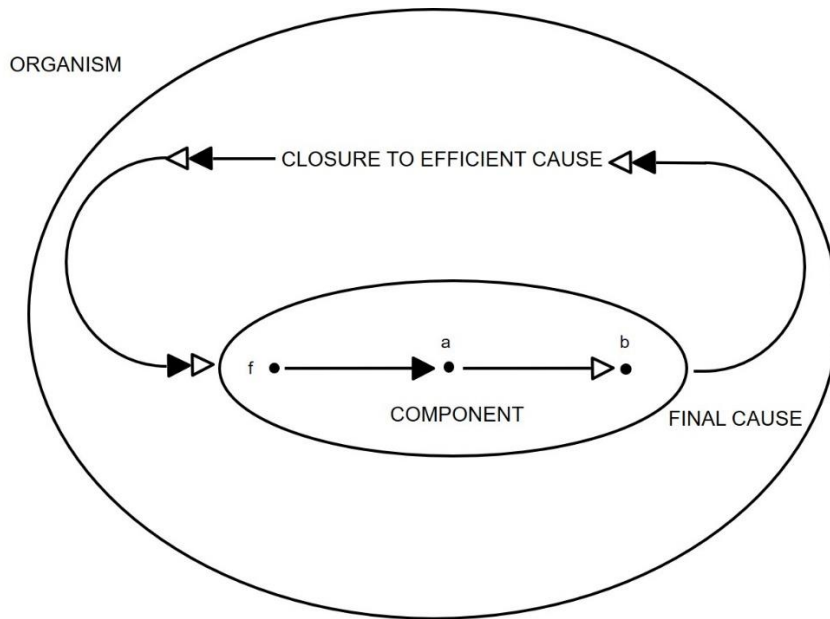 ORGANISM
CLOSURE TO EFFICIENT CAUSE
a
b
f
COMPONENT
FINAL CAUSE